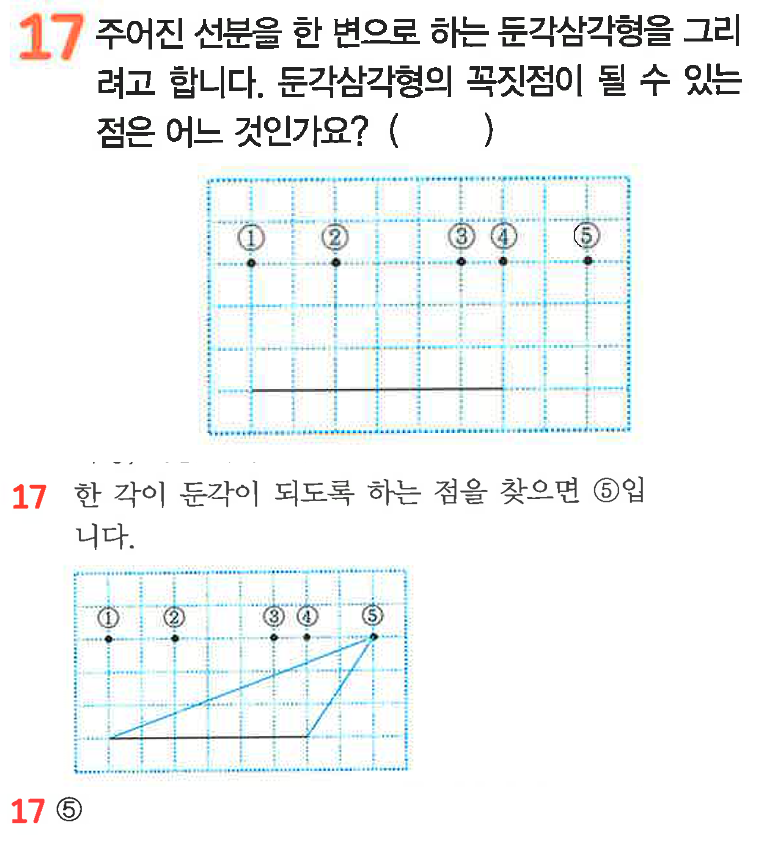 17 주어진 선분을 한 변으로 하는 둔각삼각형을 그리
려고 합니다. 둔각삼각형의 꼭짓점이 될 수 있는
점은 어느 것인가요? (        )
① ② ③ ④ ⑤
17 한 각이 둔각이 되도록 하는 점을 찾으면 ⑤입
니다.
① ② ③ ④ ⑤
17 ⑤